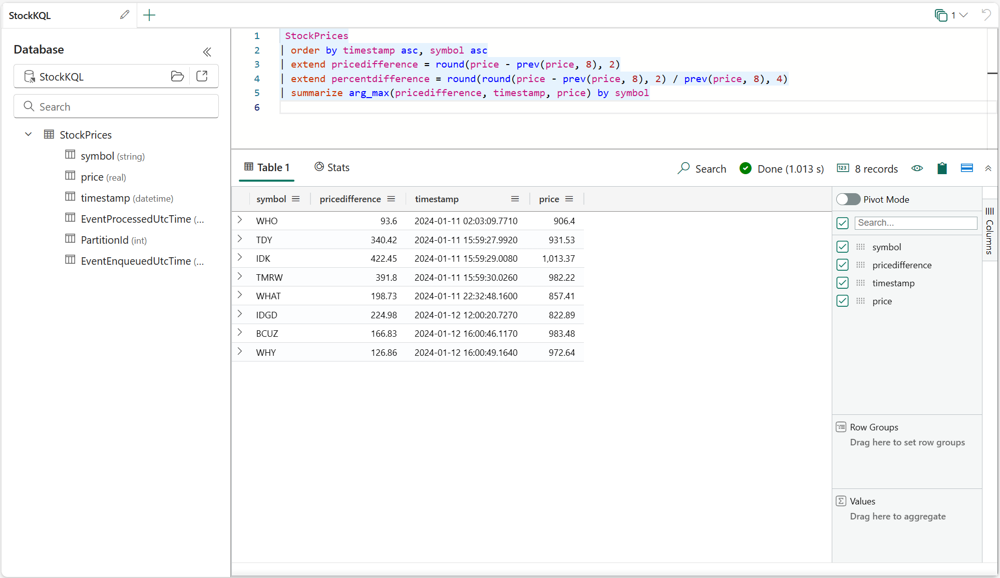 StockKQL
1
Database
StockKQL
Search
StockPrices
symbol (string)
price (real)
timestamp (datetime)
EventProcessedUtcTime (...
PartitionId (int)
EventEnqueuedUtcTime (...
1 StockPrices
2 | order by timestamp asc, symbol asc
3 | extend pricedifference = round(price - prev(price, 8), 2)
4 | extend percentdifference = round(round(price - prev(price, 8), 2) / prev(price, 8), 4)
5 | summarize arg_max(pricedifference, timestamp, price) by symbol
6
Table 1 Stats Search Done (1.013 s) 123 8 records
symbol pricedifference timestamp price
WHO 93.6 2024-01-11 02:03:09.7710 906.4
TDY 340.42 2024-01-11 15:59:27.9920 931.53
IDK 422.45 2024-01-11 15:59:29.0080 1,013.37
TMRW 391.8 2024-01-11 15:59:30.0260 982.22
WHAT 198.73 2024-01-11 22:32:48.1600 857.41
IDGD 224.98 2024-01-12 12:00:20.7270 822.89
BCUZ 166.83 2024-01-12 16:00:46.1170 983.48
WHY 126.86 2024-01-12 16:00:49.1640 972.64
Pivot Mode
Search...
symbol
pricedifference
timestamp
price
Columns
Row Groups
Drag here to set row groups
Values
Drag here to aggregate